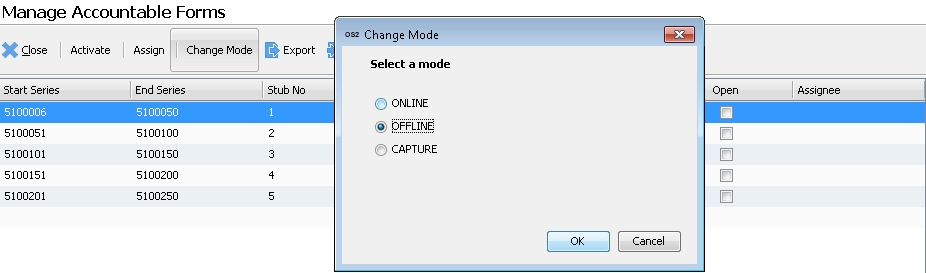 Manage Accountable Forms
Close Activate Assign Change Mode Export
Start Series End Series Stub No Open Assignee
5100006 5100050 1
5100051 5100100 2
5100101 5100150 3
5100151 5100200 4
5100201 5100250 5
OS2 Change Mode
Select a mode
ONLINE
OFFLINE
CAPTURE
OK Cancel